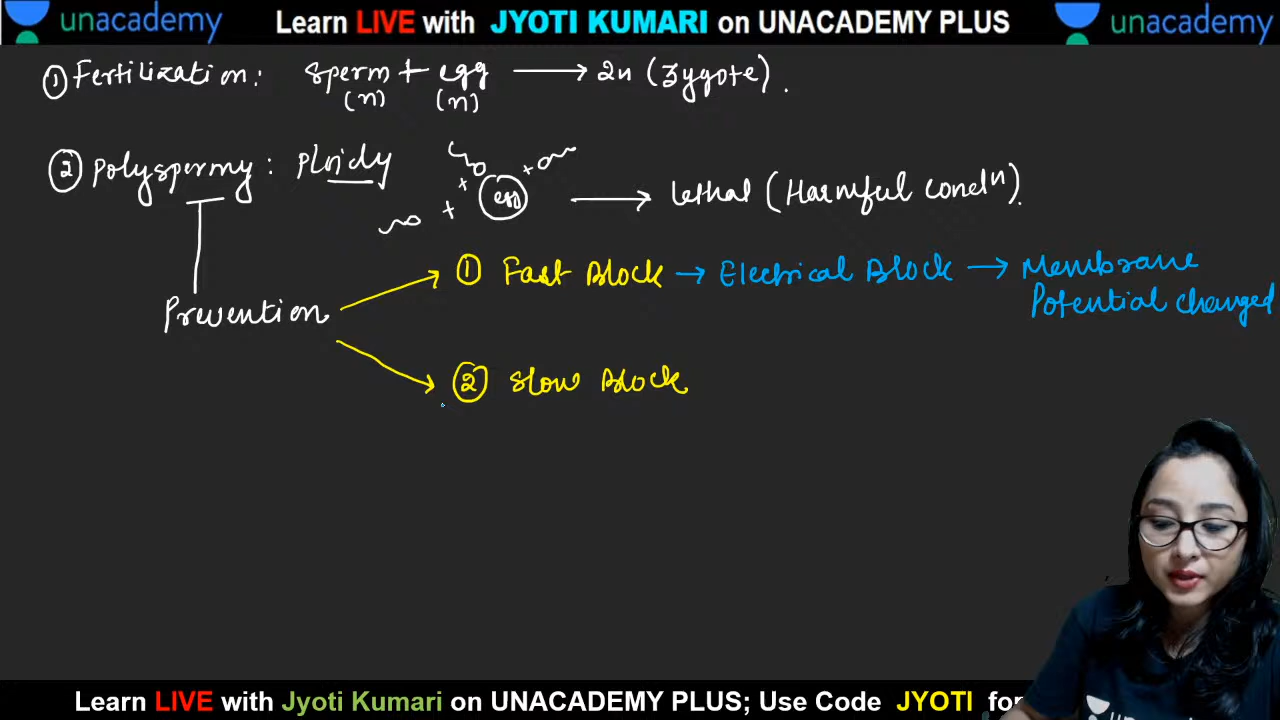 unacademy Learn LIVE with JYOTI KUMARI on UNACADEMY PLUS unacademy
① Fertilization: sperm + egg → 2n (Zygote).
(n) (n)
② Polyspermy: Ploidy egg → lethal (Harmful condⁿ).
① Fast Block → Electrical Block → Membrane
Potential changed
Prevention
② Slow Block
Learn LIVE with Jyoti Kumari on UNACADEMY PLUS; Use Code JYOTI for